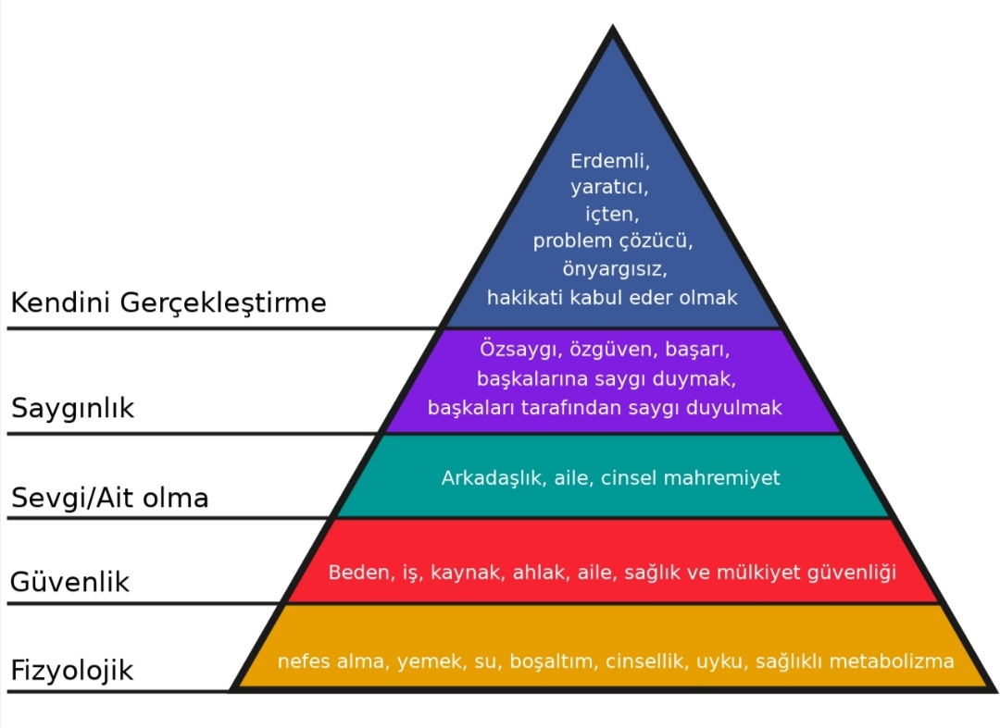 Erdemli,
yaratıcı,
içten,
problem çözücü,
önyargısız,
hakikati kabul eder olmak
Kendini Gerçekleştirme
Özsaygı, özgüven, başarı,
başkalarına saygı duymak,
başkaları tarafından saygı duyulmak
Saygınlık
Arkadaşlık, aile, cinsel mahremiyet
Sevgi/Ait olma
Beden, iş, kaynak, ahlak, aile, sağlık ve mülkiyet güvenliği
Güvenlik
nefes alma, yemek, su, boşaltım, cinsellik, uyku, sağlıklı metabolizma
Fizyolojik